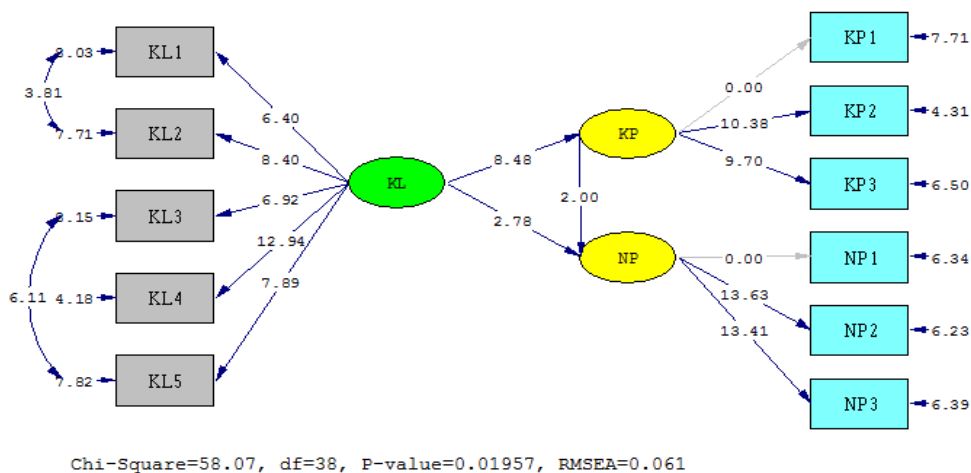 KP1
7.71
KL1
3.81
0.00
6.40
KP2
4.31
10.38
7.71
KL2
KP
8.40
8.48
9.70
KL
KP3
6.50
6.92
2.00
KL3
2.78
12.94
NP1
6.34
NP
0.00
7.89
13.63
6.11
4.18
KL4
NP2
6.23
13.41
7.82
KL5
NP3
6.39
Chi-Square=58.07, df=38, P-value=0.01957, RMSEA=0.061